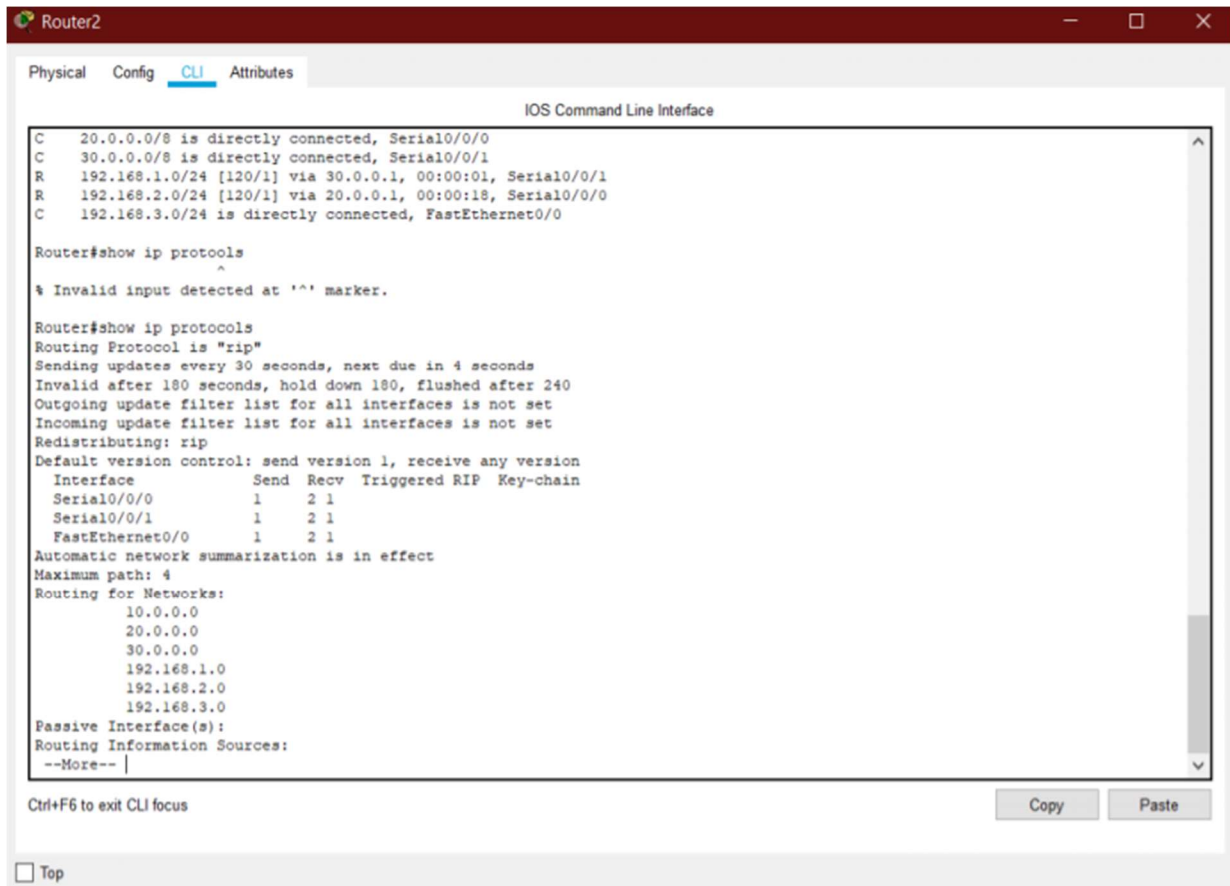 Router2
Physical Config CLI Attributes
IOS Command Line Interface
C 20.0.0.0/8 is directly connected, Serial0/0/0
C 30.0.0.0/8 is directly connected, Serial0/0/1
R 192.168.1.0/24 [120/1] via 30.0.0.1, 00:00:01, Serial0/0/1
R 192.168.2.0/24 [120/1] via 20.0.0.1, 00:00:18, Serial0/0/0
C 192.168.3.0/24 is directly connected, FastEthernet0/0
Router#show ip protools
^
% Invalid input detected at '^' marker.
Router#show ip protocols
Routing Protocol is "rip"
Sending updates every 30 seconds, next due in 4 seconds
Invalid after 180 seconds, hold down 180, flushed after 240
Outgoing update filter list for all interfaces is not set
Incoming update filter list for all interfaces is not set
Redistributing: rip
Default version control: send version 1, receive any version
Interface Send Recv Triggered RIP Key-chain
Serial0/0/0 1 2 1
Serial0/0/1 1 2 1
FastEthernet0/0 1 2 1
Automatic network summarization is in effect
Maximum path: 4
Routing for Networks:
10.0.0.0
20.0.0.0
30.0.0.0
192.168.1.0
192.168.2.0
192.168.3.0
Passive Interface(s):
Routing Information Sources:
--More--
Ctrl+F6 to exit CLI focus
Copy Paste
Top